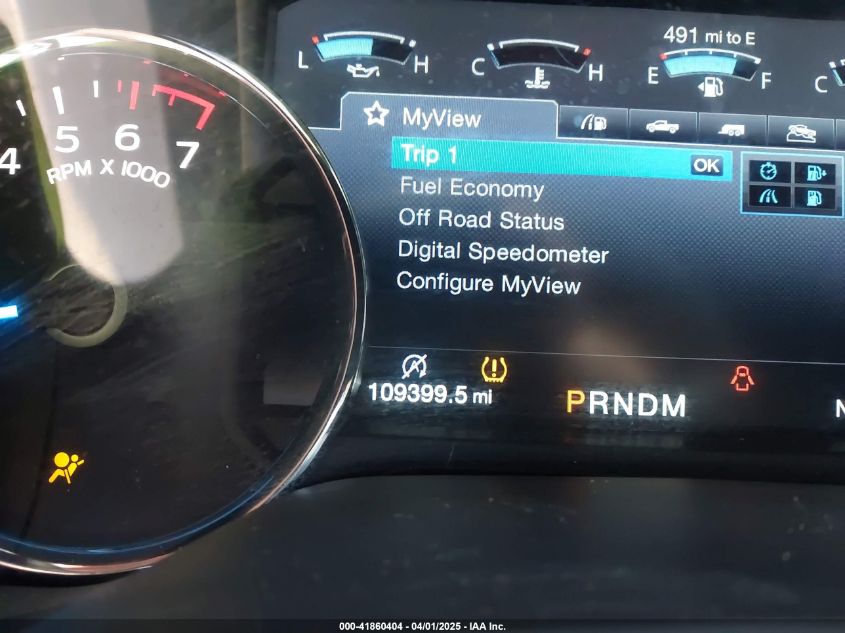 491 mi to E
L H C H E F C
MyView
Trip 1 OK
Fuel Economy
Off Road Status
Digital Speedometer
Configure MyView
4 5 6 7
RPM X 1000
109399.5 mi
PRNDM
N
000-41860404 - 04/01/2025 - IAA Inc.